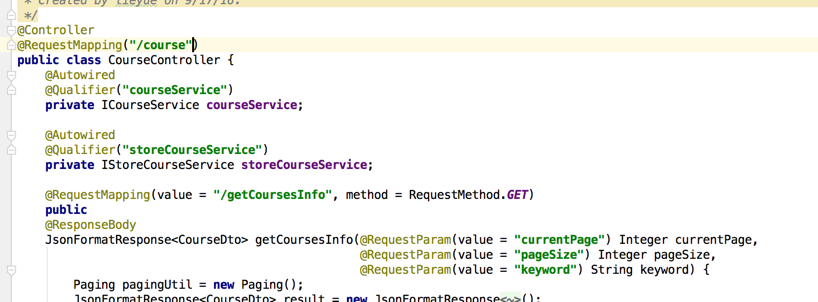 * Created by tieyue on 9/17/16.
*/
@Controller
@RequestMapping("/course")
public class CourseController {
@Autowired
@Qualifier("courseService")
private ICourseService courseService;
@Autowired
@Qualifier("storeCourseService")
private IStoreCourseService storeCourseService;
@RequestMapping(value = "/getCoursesInfo", method = RequestMethod.GET)
public
@ResponseBody
JsonFormatResponse<CourseDto> getCoursesInfo(@RequestParam(value = "currentPage") Integer currentPage,
@RequestParam(value = "pageSize") Integer pageSize,
@RequestParam(value = "keyword") String keyword) {
Paging pagingUtil = new Paging();
JsonFormatResponse<CourseDto> result = new JsonFormatResponse<~>();